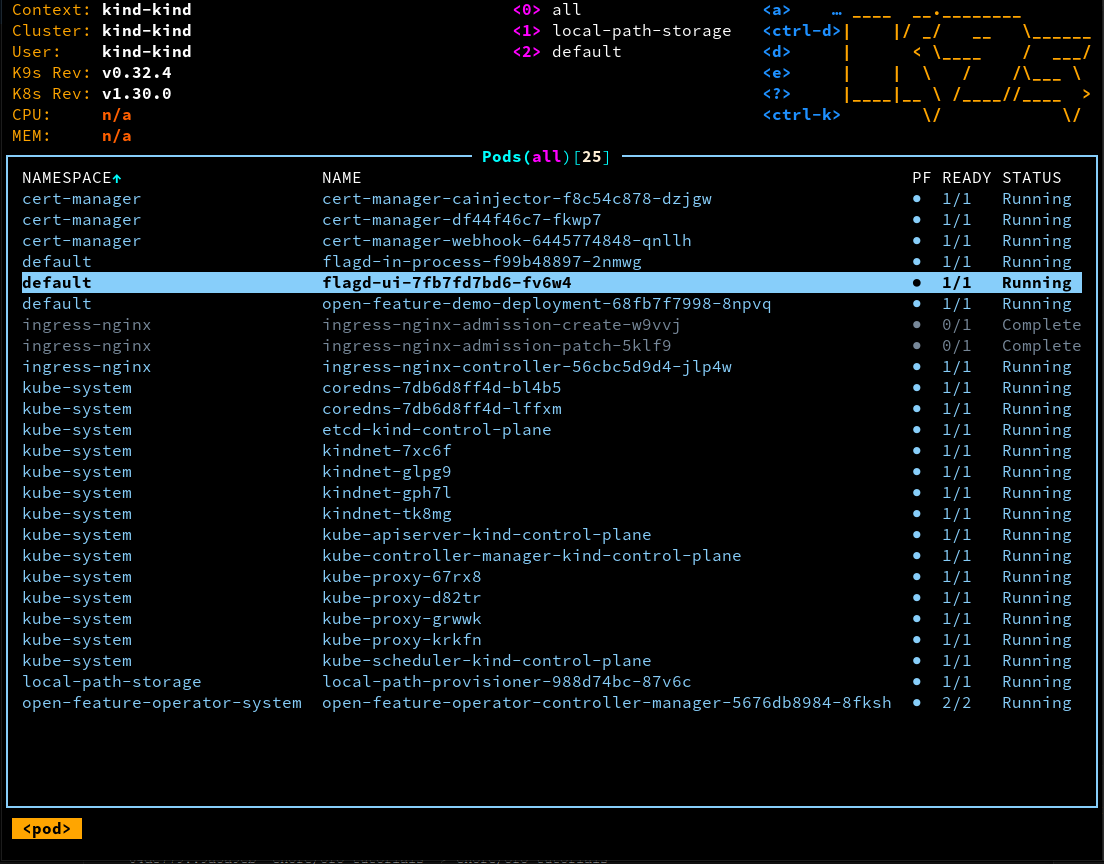 Context: kind-kind <0> all <a> …
Cluster: kind-kind <1> local-path-storage <ctrl-d>
User: kind-kind <2> default <d>
K9s Rev: v0.32.4 <e>
K8s Rev: v1.30.0 <?>
CPU: n/a <ctrl-k>
MEM: n/a
Pods(all)[25]
NAMESPACE↑ NAME PF READY STATUS
cert-manager cert-manager-cainjector-f8c54c878-dzjgw ● 1/1 Running
cert-manager cert-manager-df44f46c7-fkwp7 ● 1/1 Running
cert-manager cert-manager-webhook-6445774848-qnllh ● 1/1 Running
default flagd-in-process-f99b48897-2nmwg ● 1/1 Running
default flagd-ui-7fb7fd7bd6-fv6w4 ● 1/1 Running
default open-feature-demo-deployment-68fb7f7998-8npvq ● 1/1 Running
ingress-nginx ingress-nginx-admission-create-w9vvj ● 0/1 Complete
ingress-nginx ingress-nginx-admission-patch-5klf9 ● 0/1 Complete
ingress-nginx ingress-nginx-controller-56cbc5d9d4-jlp4w ● 1/1 Running
kube-system coredns-7db6d8ff4d-bl4b5 ● 1/1 Running
kube-system coredns-7db6d8ff4d-lffxm ● 1/1 Running
kube-system etcd-kind-control-plane ● 1/1 Running
kube-system kindnet-7xc6f ● 1/1 Running
kube-system kindnet-glpg9 ● 1/1 Running
kube-system kindnet-gph7l ● 1/1 Running
kube-system kindnet-tk8mg ● 1/1 Running
kube-system kube-apiserver-kind-control-plane ● 1/1 Running
kube-system kube-controller-manager-kind-control-plane ● 1/1 Running
kube-system kube-proxy-67rx8 ● 1/1 Running
kube-system kube-proxy-d82tr ● 1/1 Running
kube-system kube-proxy-grwwk ● 1/1 Running
kube-system kube-proxy-krkfn ● 1/1 Running
kube-system kube-scheduler-kind-control-plane ● 1/1 Running
local-path-storage local-path-provisioner-988d74bc-87v6c ● 1/1 Running
open-feature-operator-system open-feature-operator-controller-manager-5676db8984-8fksh ● 2/2 Running
<pod>